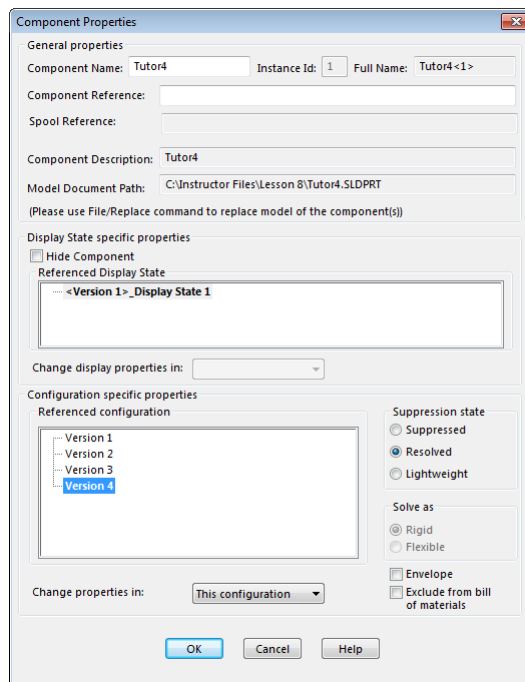 Component Properties
General properties
Component Name: Tutor4 Instance Id: 1 Full Name: Tutor4<1>
Component Reference:
Spool Reference:
Component Description: Tutor4
Model Document Path: C:\Instructor Files\Lesson 8\Tutor4.SLDPRT
(Please use File/Replace command to replace model of the component(s))
Display State specific properties
Hide Component
Referenced Display State
<Version 1>_Display State 1
Change display properties in:
Configuration specific properties
Referenced configuration
Version 1
Version 2
Version 3
Version 4
Suppression state
Suppressed
Resolved
Lightweight
Solve as
Rigid
Flexible
Change properties in: This configuration
Envelope
Exclude from bill
of materials
OK Cancel Help